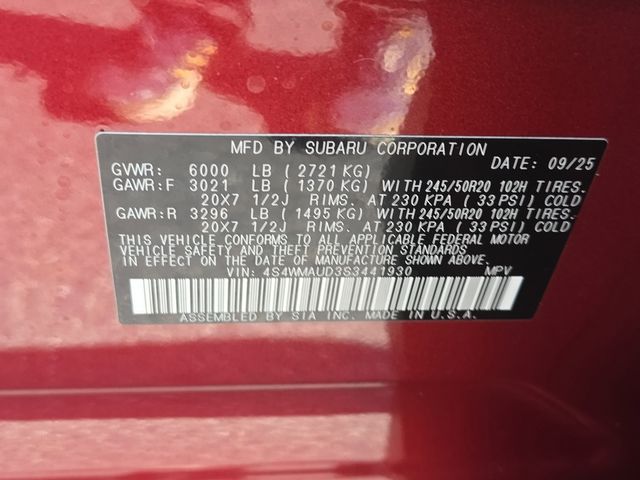 MFD BY SUBARU CORPORATION
DATE: 09/25
GVWR: 6000 LB (2721 KG)
GAWR:F 3021 LB (1370 KG) WITH 245/50R20 102H TIRES.
20X7 1/2J RIMS. AT 230 KPA (33 PSI) COLD
GAWR:R 3296 LB (1495 KG) WITH 245/50R20 102H TIRES.
20X7 1/2J RIMS. AT 230 KPA (33 PSI) COLD
THIS VEHICLE CONFORMS TO ALL APPLICABLE FEDERAL MOTOR
VEHICLE SAFETY AND THEFT PREVENTION STANDARDS
IN EFFECT ON THE DATE OF MANUFACTURE SHOWN ABOVE.
VIN: 4S4WMAUD3S3441930 MPV
ASSEMBLED BY SIA INC. MADE IN U.S.A.